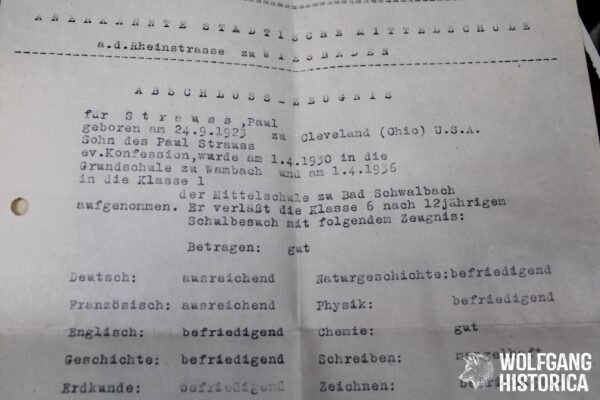 ANERKANNTE STÄDTISCHE MITTELSCHULE
a.d.Rheinstrasse zu WIESBADEN
ABSCHLUSS-ZEUGNIS
für Strauss, Paul
geboren am 24.9.1923 zu Cleveland (Ohio) U.S.A.
Sohn des Paul Strauss
ev.Konfession, wurde am 1.4.1930 in die
Grundschule zu Wambach und am 1.4.1936
in die Klasse 1
der Mittelschule zu Bad Schwalbach
aufgenommen. Er verläßt die Klasse 6 nach 12jährigem
Schulbesuch mit folgendem Zeugnis:
Betragen: gut
Deutsch: ausreichend Naturgeschichte: befriedigend
Französisch: ausreichend Physik: befriedigend
Englisch: befriedigend Chemie: gut
Geschichte: befriedigend Schreiben: mangelhaft
Erdkunde: befriedigend Zeichnen:
WOLFGANG
HISTORICA